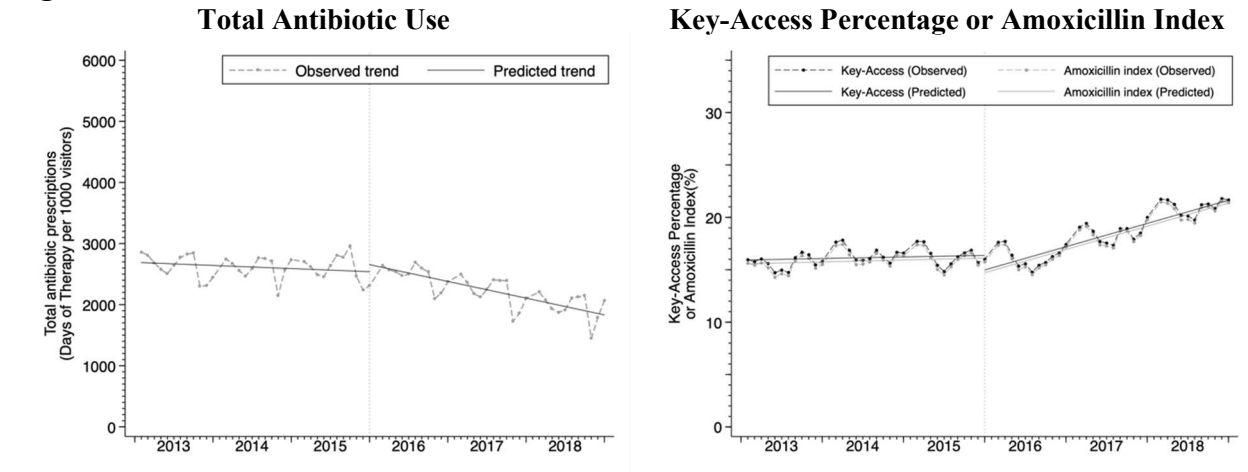 Total Antibiotic Use
Key-Access Percentage or Amoxicillin Index
Observed trend
Predicted trend
Total antibiotic prescriptions
(Days of Therapy per 1000 visitors)
6000
5000
4000
3000
2000
1000
0
2013 2014 2015 2016 2017 2018
Key-Access (Observed)
Amoxicillin index (Observed)
Key-Access (Predicted)
Amoxicillin index (Predicted)
Key-Access Percentage
or Amoxicillin Index(%)
30
20
10
0
2013 2014 2015 2016 2017 2018